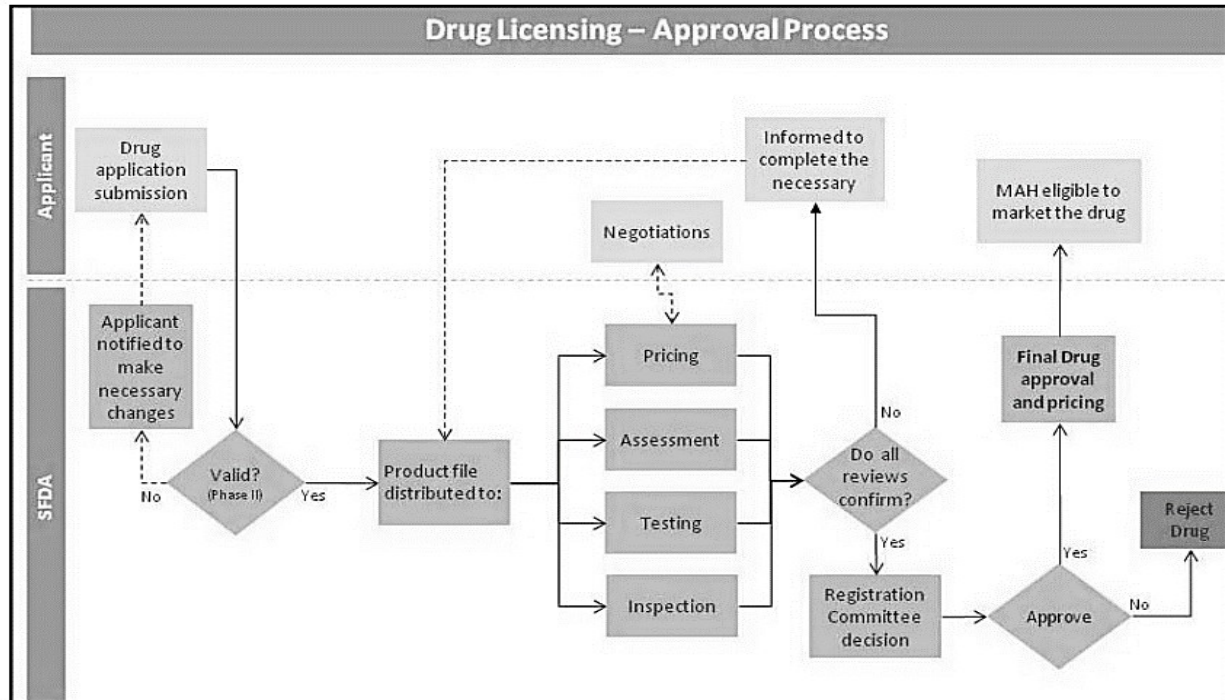 Drug Licensing – Approval Process
Applicant
Drug
application
submission
Informed to
complete the
necessary
MAH eligible to
market the drug
Negotiations
SFDA
Applicant
notified to
make
necessary
changes
Pricing
Final Drug
approval
and pricing
No
Assessment
Valid?
(Phase II)
No
Yes
Product file
distributed to:
Do all
reviews
confirm?
Testing
Yes
Reject
Drug
Yes
Inspection
Registration
Committee
decision
Approve
No